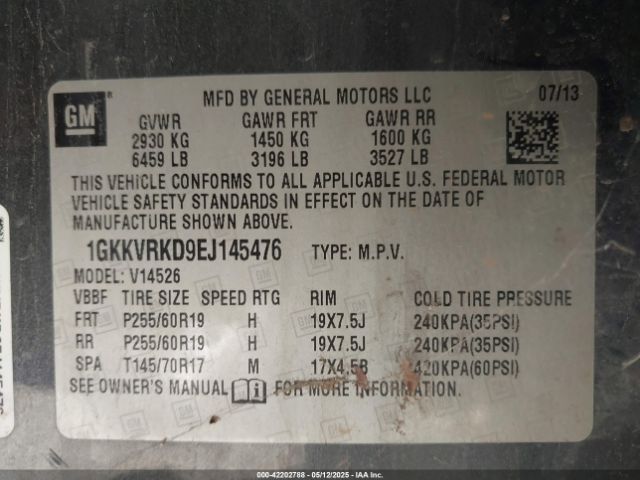 MFD BY GENERAL MOTORS LLC 07/13
GM®
GVWR GAWR FRT GAWR RR
2930 KG 1450 KG 1600 KG
6459 LB 3196 LB 3527 LB
THIS VEHICLE CONFORMS TO ALL APPLICABLE U.S. FEDERAL MOTOR
VEHICLE SAFETY STANDARDS IN EFFECT ON THE DATE OF
MANUFACTURE SHOWN ABOVE.
1GKKVRKD9EJ145476 TYPE: M.P.V.
MODEL: V14526
VBBF TIRE SIZE SPEED RTG RIM COLD TIRE PRESSURE
FRT P255/60R19 H 19X7.5J 240KPA(35PSI)
RR P255/60R19 H 19X7.5J 240KPA(35PSI)
SPA T145/70R17 M 17X4.5B 420KPA(60PSI)
SEE OWNER'S MANUAL FOR MORE INFORMATION.
000-42202788 - 05/12/2025 - IAAI Inc.